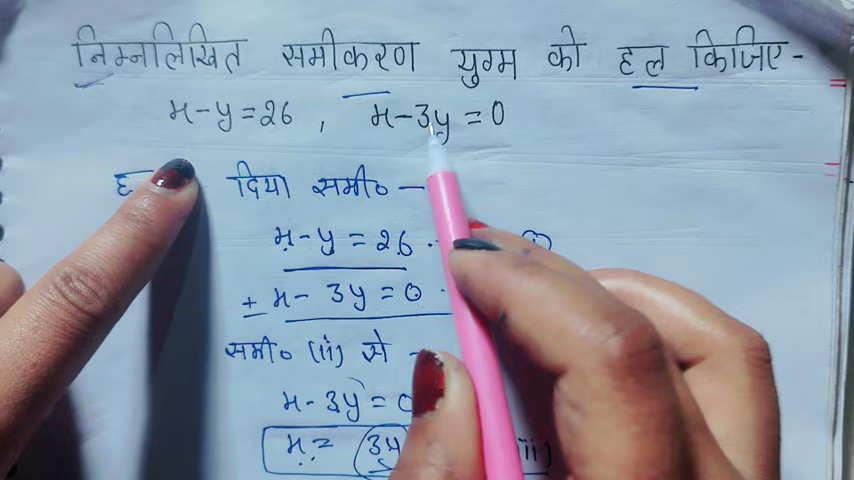 निम्नलिखित समीकरण युग्म को हल किजिए-
x-y=26 , x-3y=0
दिया समी० -
x-y=26
± x-3y=0
समी० (ii) से -
x-3y=0
x= 3y